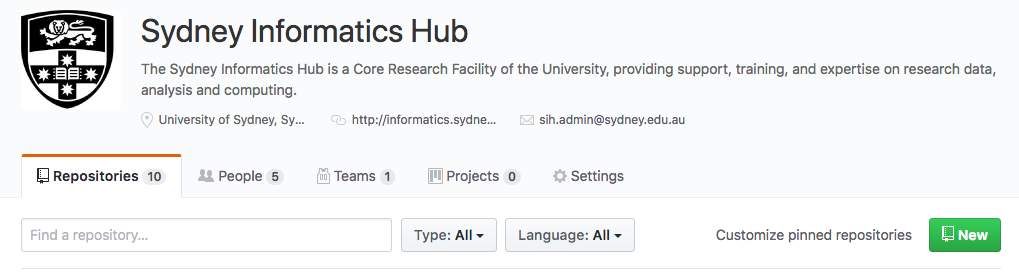 Sydney Informatics Hub
The Sydney Informatics Hub is a Core Research Facility of the University, providing support, training, and expertise on research data,
analysis and computing.
University of Sydney, Sy... http://informatics.sydne... sih.admin@sydney.edu.au
Repositories 10 People 5 Teams 1 Projects 0 Settings
Find a repository... Type: All Language: All Customize pinned repositories New